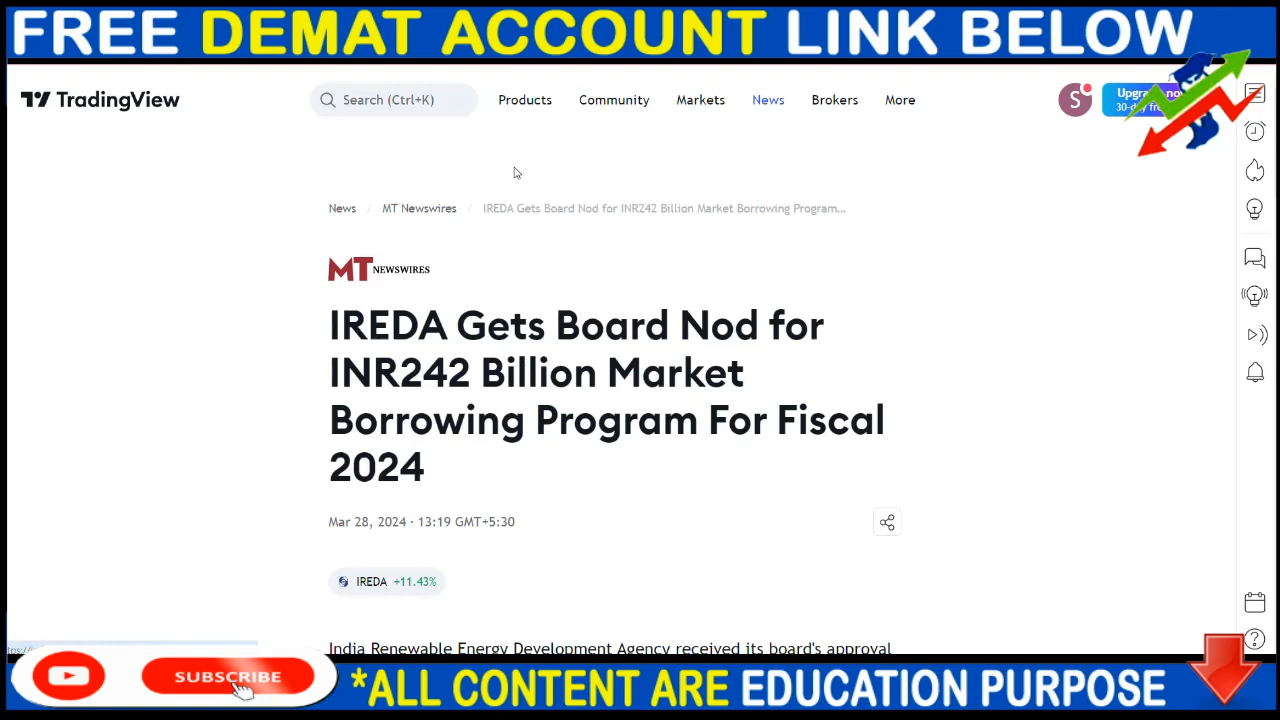 FREE DEMAT ACCOUNT LINK BELOW
TradingView
Search (Ctrl+K)
Products
Community
Markets
News
Brokers
More
S
News / MT Newswires / IREDA Gets Board Nod for INR242 Billion Market Borrowing Program...
MT NEWSWIRES
IREDA Gets Board Nod for
INR242 Billion Market
Borrowing Program For Fiscal
2024
Mar 28, 2024 · 13:19 GMT+5:30
IREDA +11.43%
India Renewable Energy Development Agency received its board's approval
SUBSCRIBE
*ALL CONTENT ARE EDUCATION PURPOSE